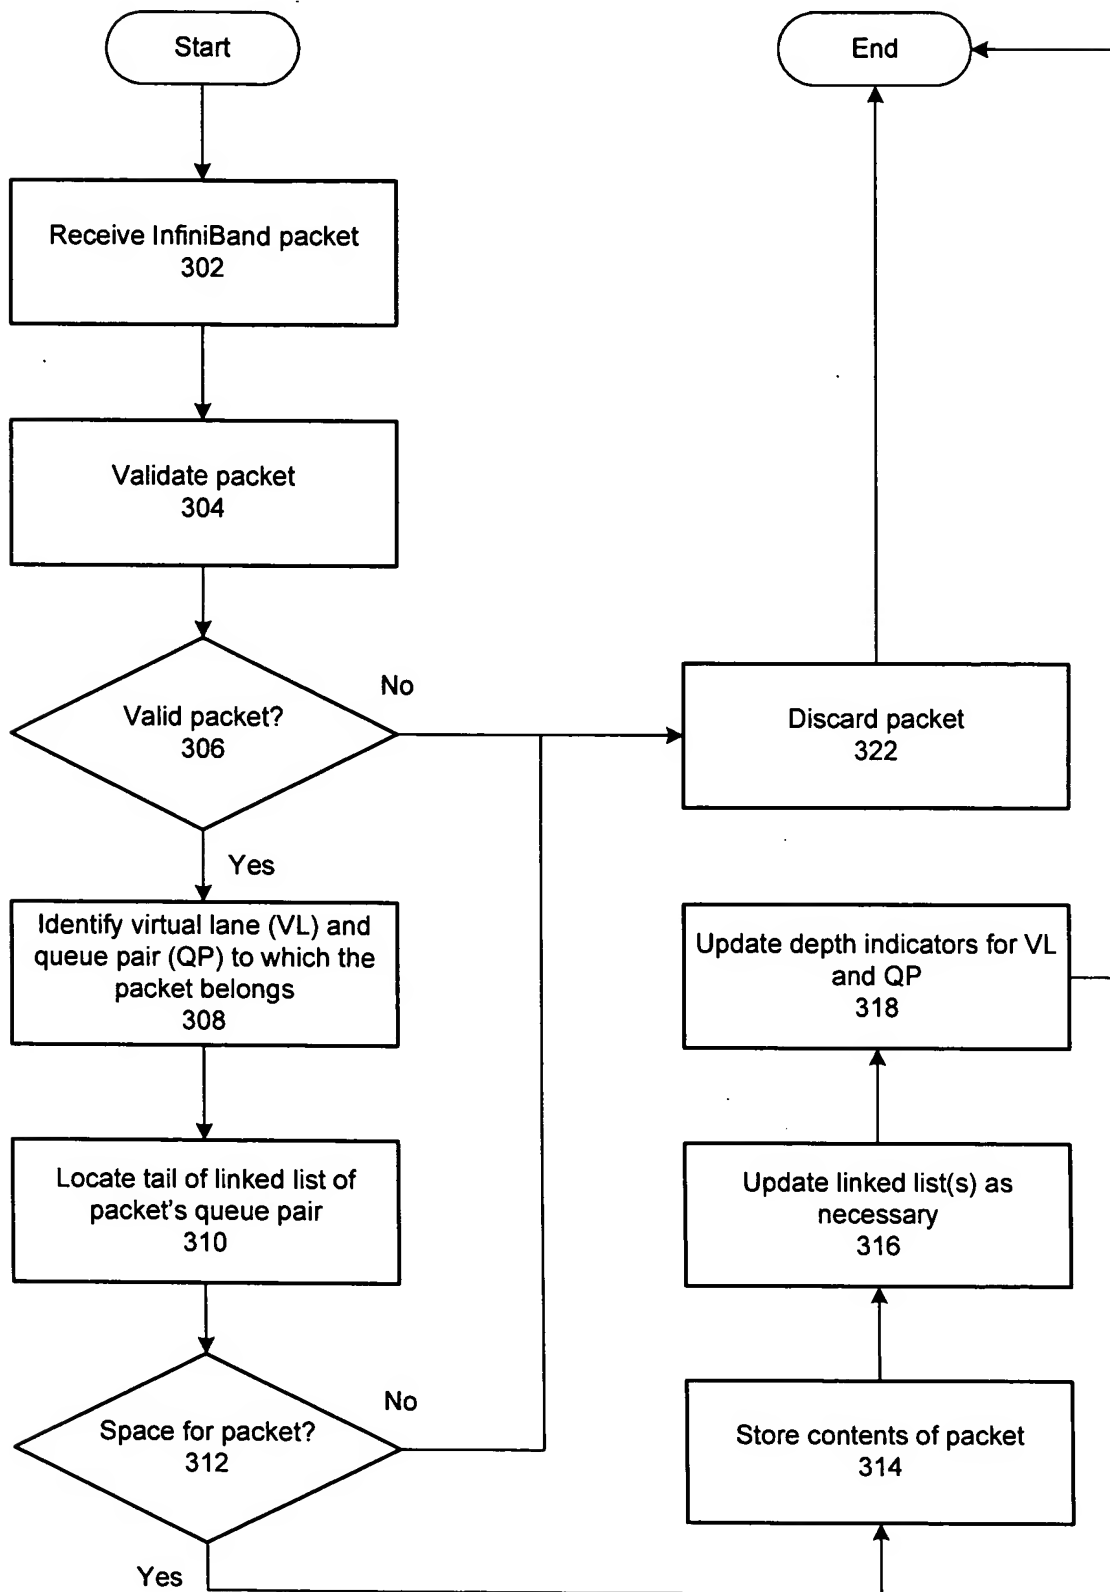 Start
Receive InfiniBand packet
302
Validate packet
304
Valid packet?
306
No
Yes
Identify virtual lane (VL) and
queue pair (QP) to which the
packet belongs
308
Locate tail of linked list of
packet's queue pair
310
Space for packet?
312
No
Yes
End
Discard packet
322
Update depth indicators for VL
and QP
318
Update linked list(s) as
necessary
316
Store contents of packet
314